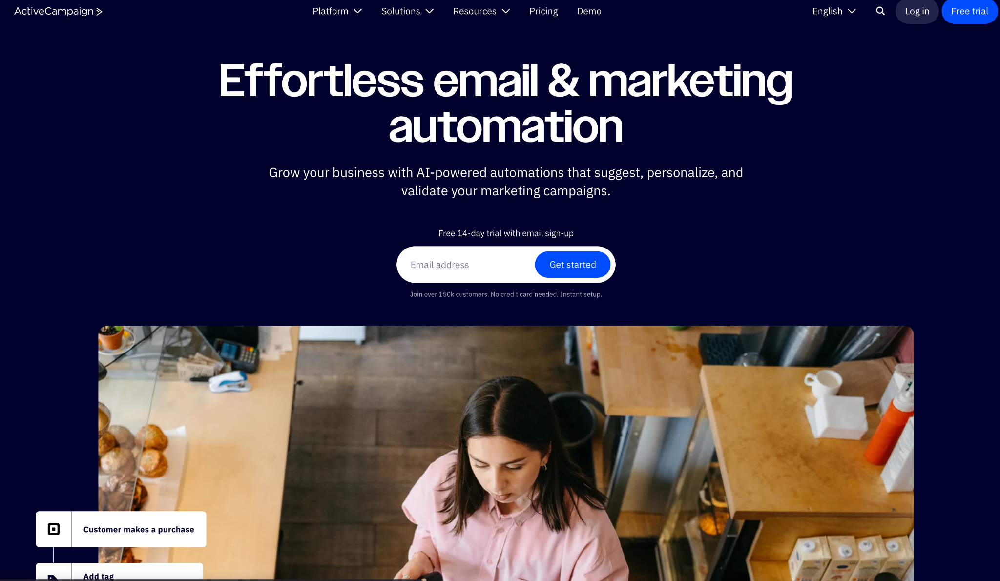 ActiveCampaign >
Platform
Solutions
Resources
Pricing
Demo
English
Log in
Free trial
Effortless email & marketing
automation
Grow your business with AI-powered automations that suggest, personalize, and
validate your marketing campaigns.
Free 14-day trial with email sign-up
Email address
Get started
Join over 150k customers. No credit card needed. Instant setup.
Customer makes a purchase
Add tag